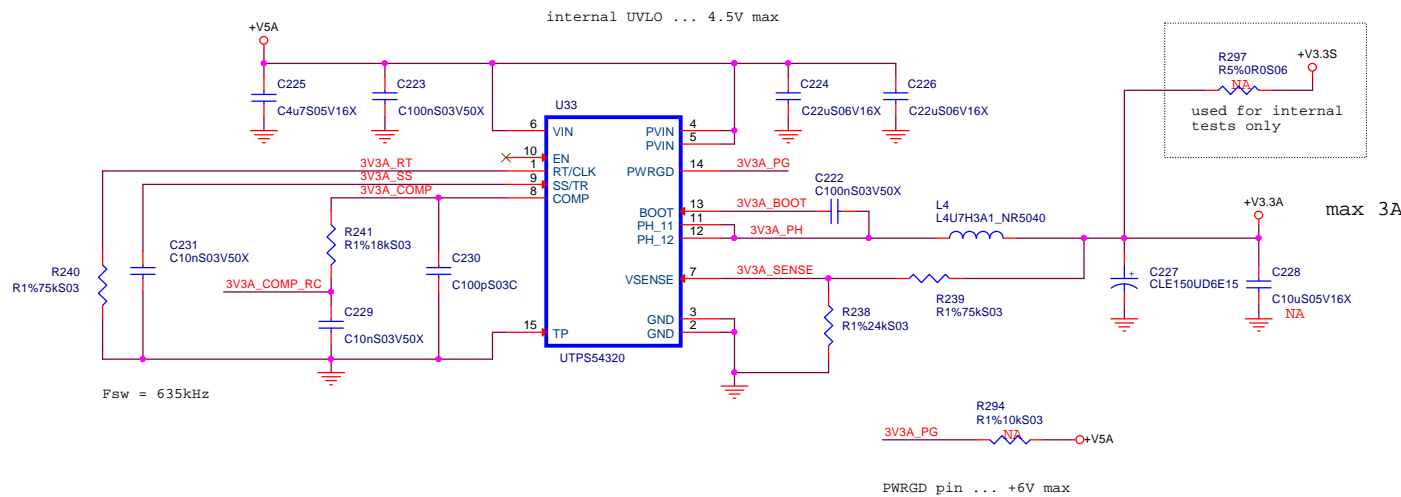 internal UVLO ... 4.5V max
+V5A
C225
C4u7S05V16X
C223
C100nS03V50X
C224
C22uS06V16X
C226
C22uS06V16X
R297
R5%0R0S06
NA
+V3.3S
used for internal
tests only
U33
6
VIN
10
EN
1
RT/CLK
9
SS/TR
8
COMP
15
TP
4
PVIN
5
PVIN
14
PWRGD
13
BOOT
11
PH_11
12
PH_12
7
VSENSE
3
GND
2
GND
UTPS54320
3V3A_RT
3V3A_SS
3V3A_COMP
3V3A_PG
3V3A_BOOT
3V3A_PH
3V3A_SENSE
C222
C100nS03V50X
L4
L4U7H3A1_NR5040
+V3.3A
max 3A
R240
R1%75kS03
C231
C10nS03V50X
R241
R1%18kS03
3V3A_COMP_RC
C229
C10nS03V50X
C230
C100pS03C
R238
R1%24kS03
R239
R1%75kS03
C227
+
CLE150UD6E15
C228
C10uS05V16X
NA
Fsw = 635kHz
3V3A_PG
R294
R1%10kS03
NA
+V5A
PWRGD pin ... +6V max